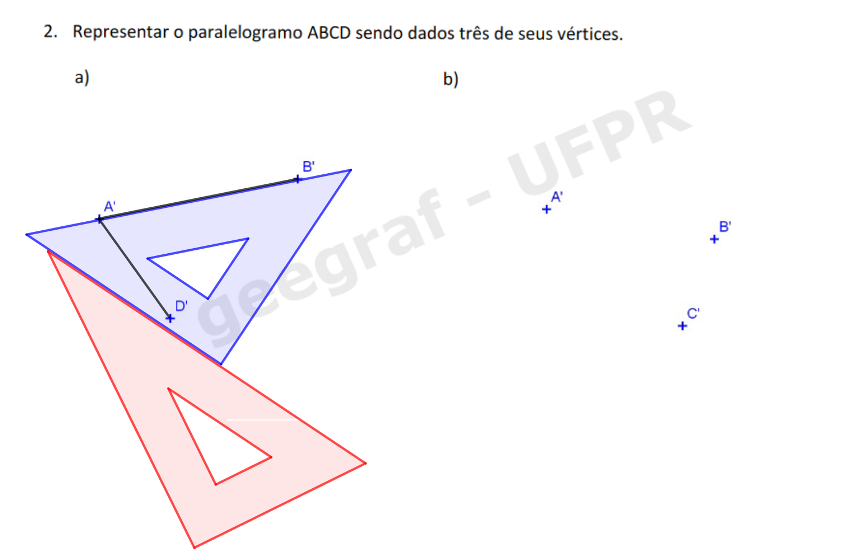 2. Representar o paralelogramo ABCD sendo dados três de seus vértices.
a)
b)
geegraf - UFPR
B'
A'
D'
A'
B'
C'